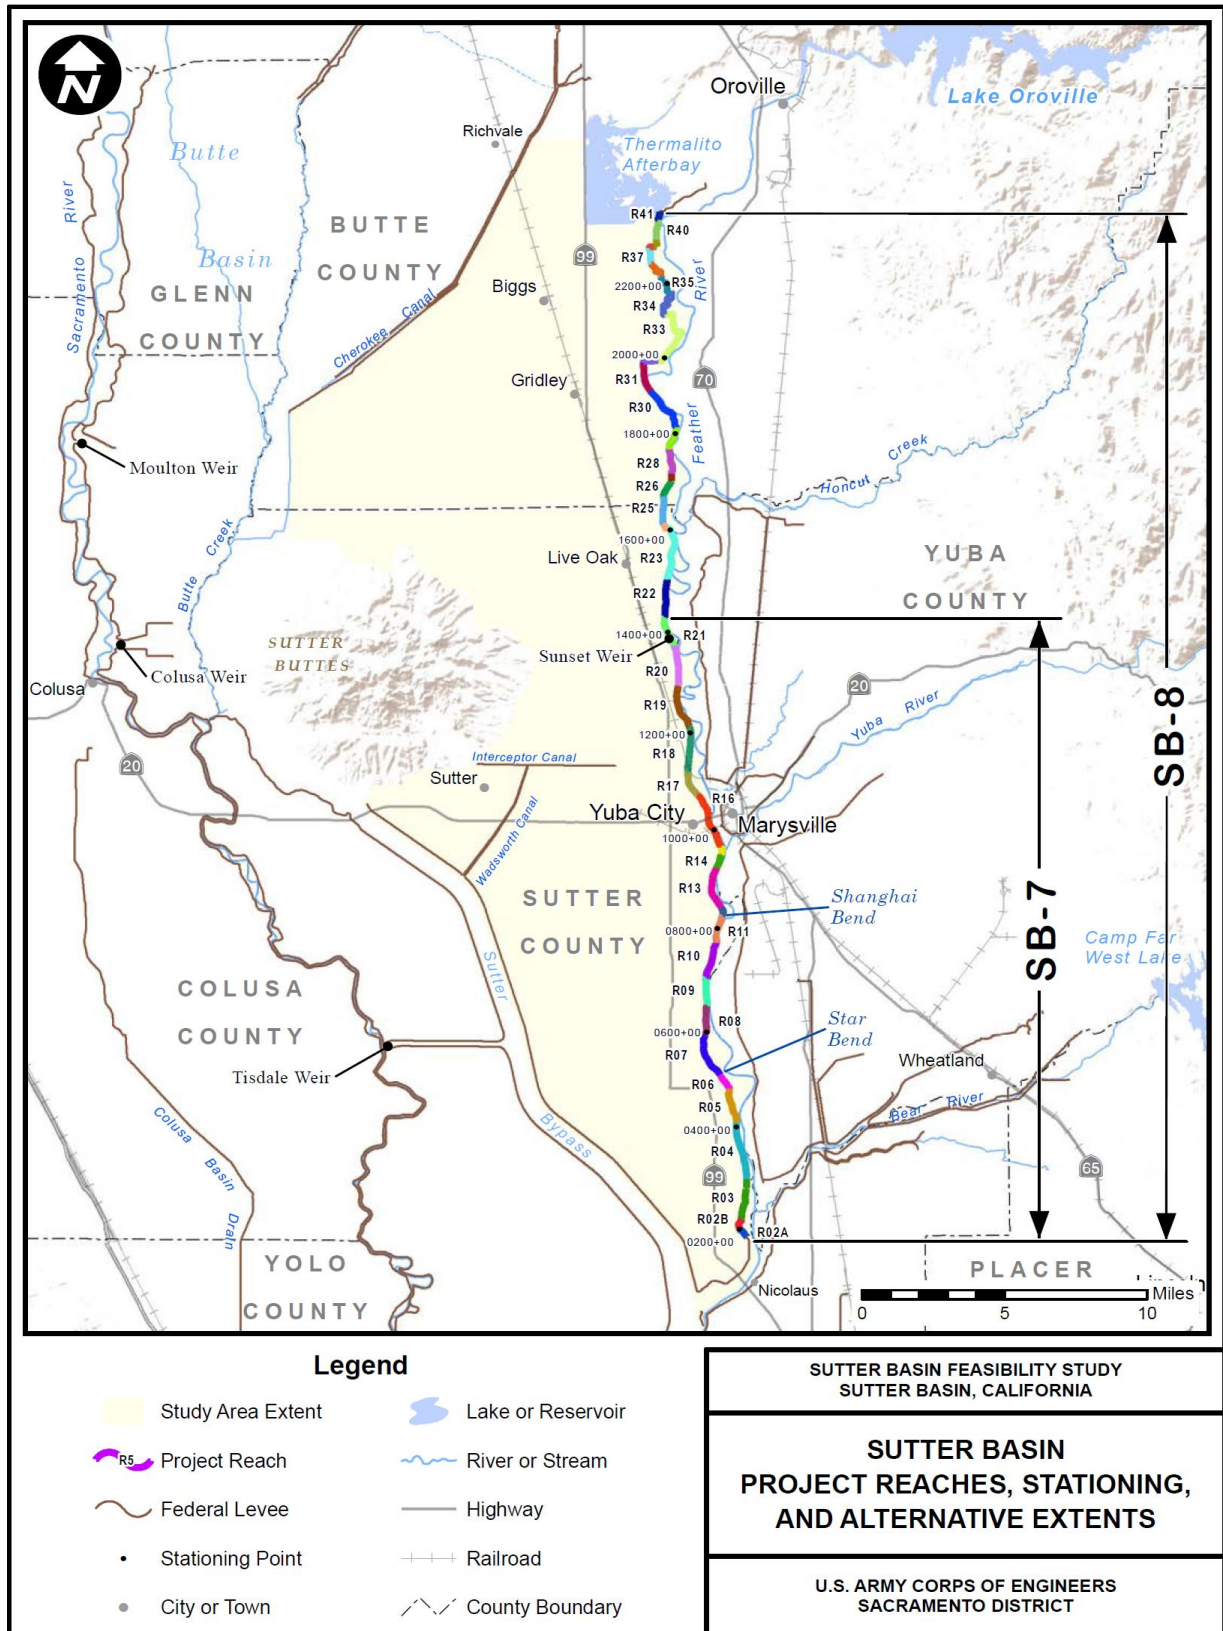 N
Oroville
Lake Oroville
Richvale
Thermalito
Afterbay
Butte
Basin
Sacramento
River
BUTTE
COUNTY
GLENN
COUNTY
R41
R40
99
R37
River
2200+00
R35
Biggs
R34
R33
Cherokee
Canal
2000+00
R31
70
Gridley
R30
1800+00
Feather
Moulton Weir
R28
Honcut
Creek
R26
R25
1600+00
Butte
Creek
Live Oak
R23
YUBA
COUNTY
R22
1400+00
R21
SUTTER
BUTTES
Sunset Weir
Colusa Weir
R20
Colusa
20
Yuba
River
R19
SB-8
1200+00
20
Interceptor Canal
R18
Sutter
R17
R16
Yuba City
Marysville
1000+00
Wadsworth Canal
R14
R13
SUTTER
COUNTY
Shanghai
Bend
0800+00
R11
SB-7
Camp Far
West Lake
R10
Sutter
COLUSA
COUNTY
R09
R08
Star
Bend
0600+00
R07
Wheatland
Tisdale Weir
R06
R05
Bear
River
Colusa
Basin
Drain
Bypass
0400+00
R04
65
99
R03
R02B
R02A
0200+00
YOLO
COUNTY
PLACER
Nicolaus
Miles
0
5
10
Legend
Study Area Extent
Lake or Reservoir
R5
Project Reach
River or Stream
Federal Levee
Highway
Stationing Point
Railroad
City or Town
County Boundary
SUTTER BASIN FEASIBILITY STUDY
SUTTER BASIN, CALIFORNIA
SUTTER BASIN
PROJECT REACHES, STATIONING,
AND ALTERNATIVE EXTENTS
U.S. ARMY CORPS OF ENGINEERS
SACRAMENTO DISTRICT